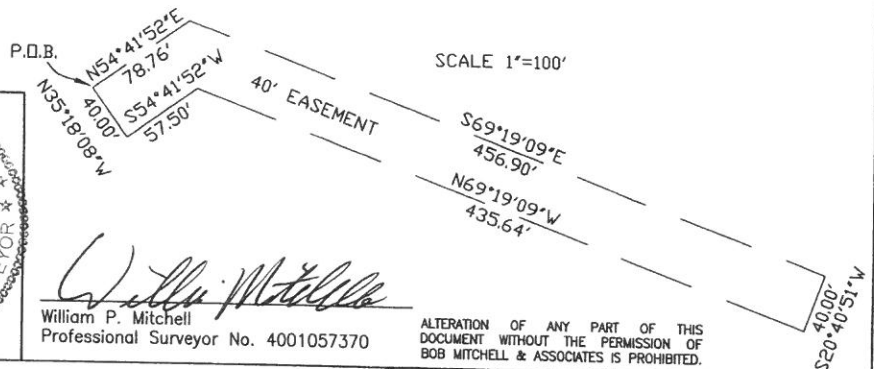 P.O.B.
N54°41'52"E
78.76'
S54°41'52"W
57.50'
40.00'
N35°18'08"W
SCALE 1"=100'
40' EASEMENT
S69°19'09"E
456.90'
N69°19'09"W
435.64'
40.00'
S20°40'51"W
EYOR
William P. Mitchell
Professional Surveyor No. 4001057370
ALTERATION OF ANY PART OF THIS
DOCUMENT WITHOUT THE PERMISSION OF
BOB MITCHELL & ASSOCIATES IS PROHIBITED.